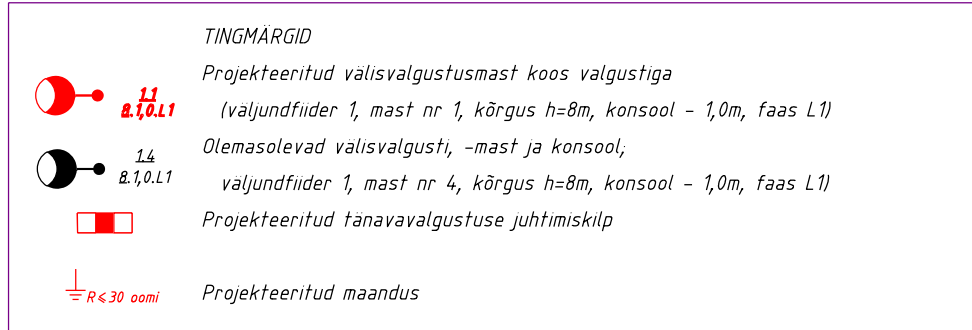 TINGMÄRGID
Projekteeritud välisvalgustusmast koos valgustiga
1.1
8.1,0.L1
(väljundfiider 1, mast nr 1, kõrgus h=8m, konsool - 1,0m, faas L1)
Olemasolevad välisvalgusti, -mast ja konsool;
1.4
8.1,0.L1
väljundfiider 1, mast nr 4, kõrgus h=8m, konsool - 1,0m, faas L1)
Projekteeritud tänavavalgustuse juhtimiskilp
R≤30 oomi
Projekteeritud maandus